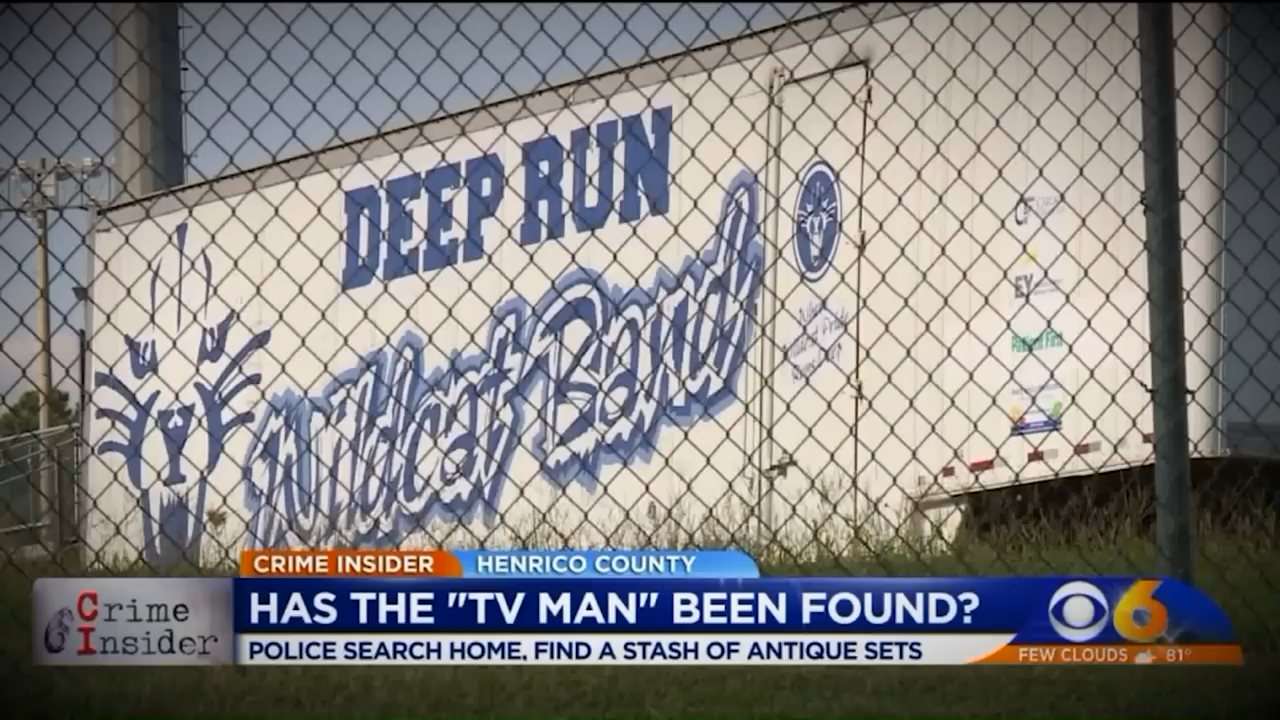 DEEP RUN
Wildcat Band
EY
CRIME INSIDER
HENRICO COUNTY
Crime
Insider
HAS THE "TV MAN" BEEN FOUND?
POLICE SEARCH HOME, FIND A STASH OF ANTIQUE SETS
6
FEW CLOUDS 81°